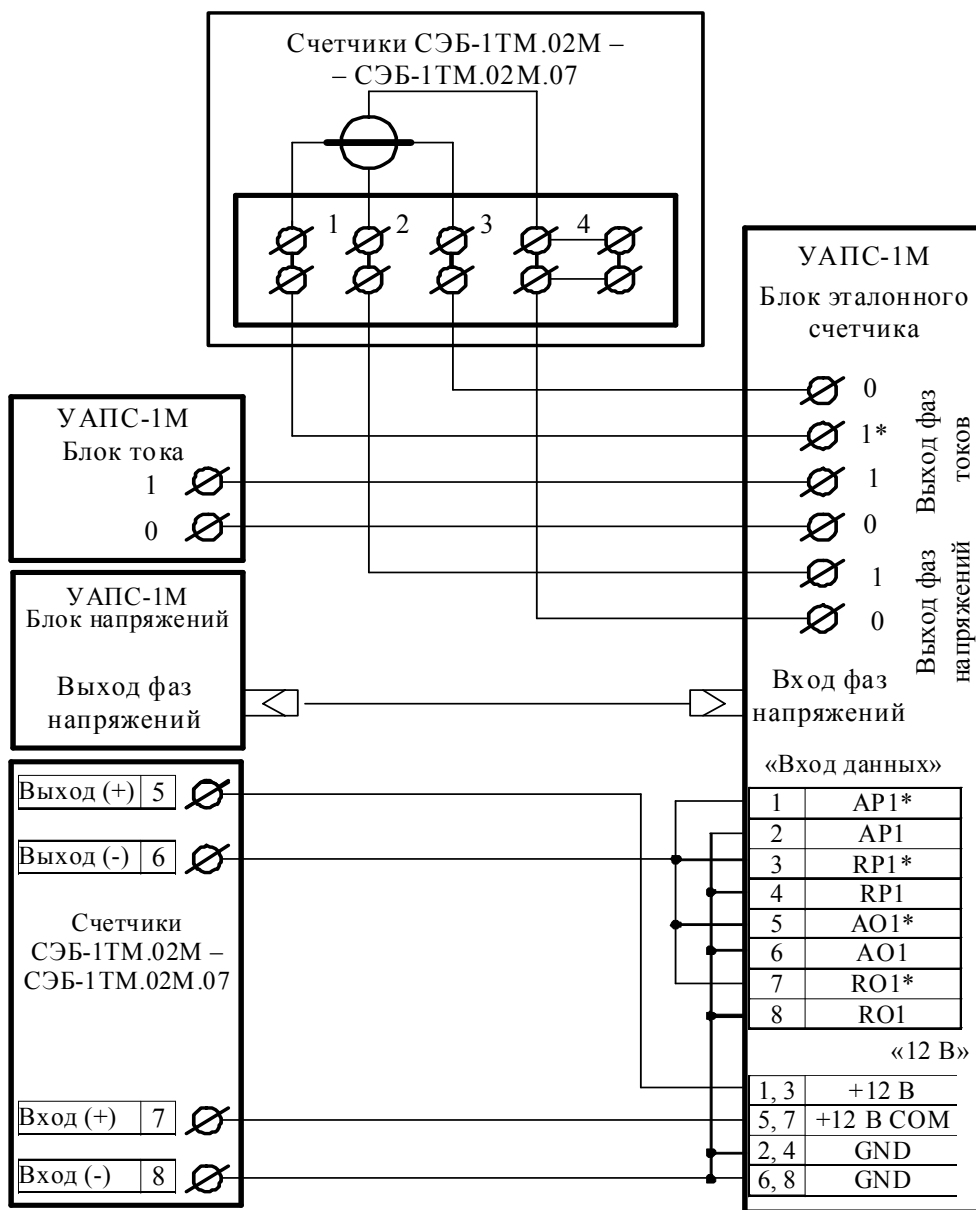 Счетчики СЭБ-1ТМ.02М –
– СЭБ-1ТМ.02М.07
1 2 3 4
УАПС-1М
Блок эталонного
счетчика
0
1*
1
0
Выход фаз
токов
1
0
Выход фаз
напряжений
УАПС-1М
Блок тока
1
0
УАПС-1М
Блок напряжений
Выход фаз
напряжений
Вход фаз
напряжений
Выход (+) 5
Выход (-) 6
Счетчики
СЭБ-1ТМ.02М –
СЭБ-1ТМ.02М.07
Вход (+) 7
Вход (-) 8
«Вход данных»
1 AP1*
2 AP1
3 RP1*
4 RP1
5 AO1*
6 AO1
7 RO1*
8 RO1
«12 В»
1, 3 +12 В
5, 7 +12 В COM
2, 4 GND
6, 8 GND